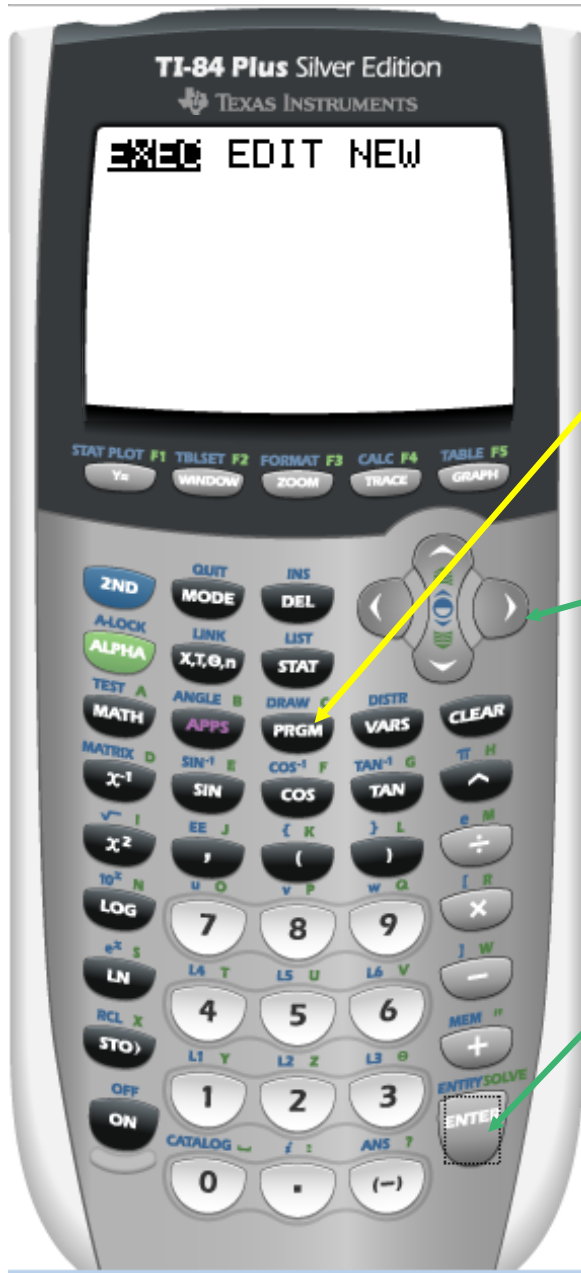 TI-84 Plus Silver Edition
TEXAS INSTRUMENTS
EXEC EDIT NEW
STAT PLOT F1 TBLSET F2 FORMAT F3 CALC F4 TABLE F5
Y= WINDOW ZOOM TRACE GRAPH
QUIT INS
2ND MODE DEL
A-LOCK LINK LIST
ALPHA X,T,Θ,n STAT
TEST A ANGLE B DRAW C DISTR
MATH APPS PRGM VARS CLEAR
MATRIX D SIN-1 E COS-1 F TAN-1 G π H
x-1 SIN COS TAN ^
√ I EE J { K } L e M
x² , ( ) ÷
10ˣ N u O v P w Q [ R
LOG 7 8 9 ×
eˣ S L4 T L5 U L6 V ] W
LN 4 5 6 −
RCL X L1 Y L2 Z L3 θ MEM "
STO⟩ 1 2 3 +
OFF CATALOG ⎵ i : ANS ? ENTRY SOLVE
ON 0 . (−) ENTER